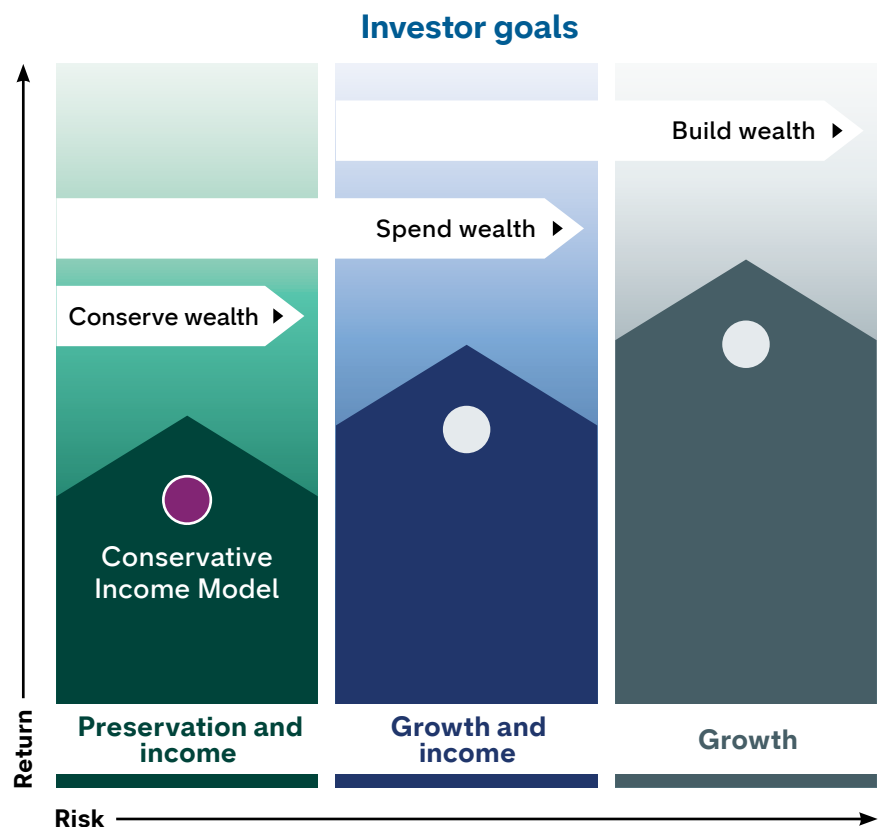 Investor goals
Build wealth
Spend wealth
Conserve wealth
Conservative
Income Model
Preservation and
income
Growth and
income
Growth
Return
Risk